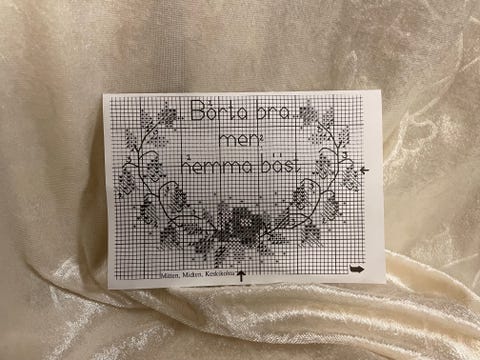 Borta bra
men
hemma bäst
Mitten, Midten, Keskikohta